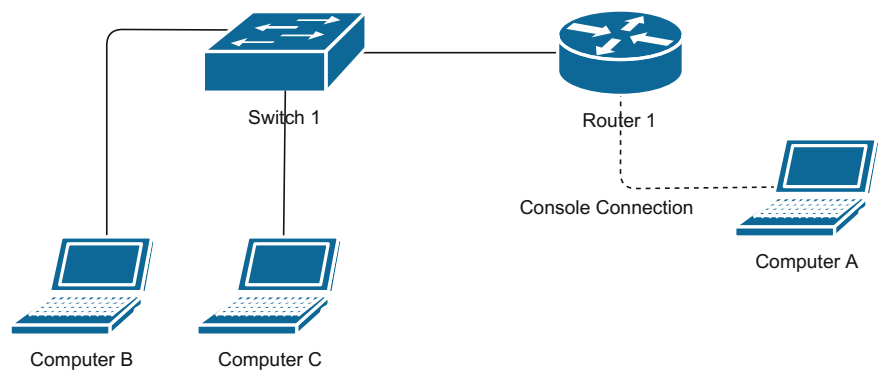 Switch 1
Router 1
Console Connection
Computer A
Computer B
Computer C